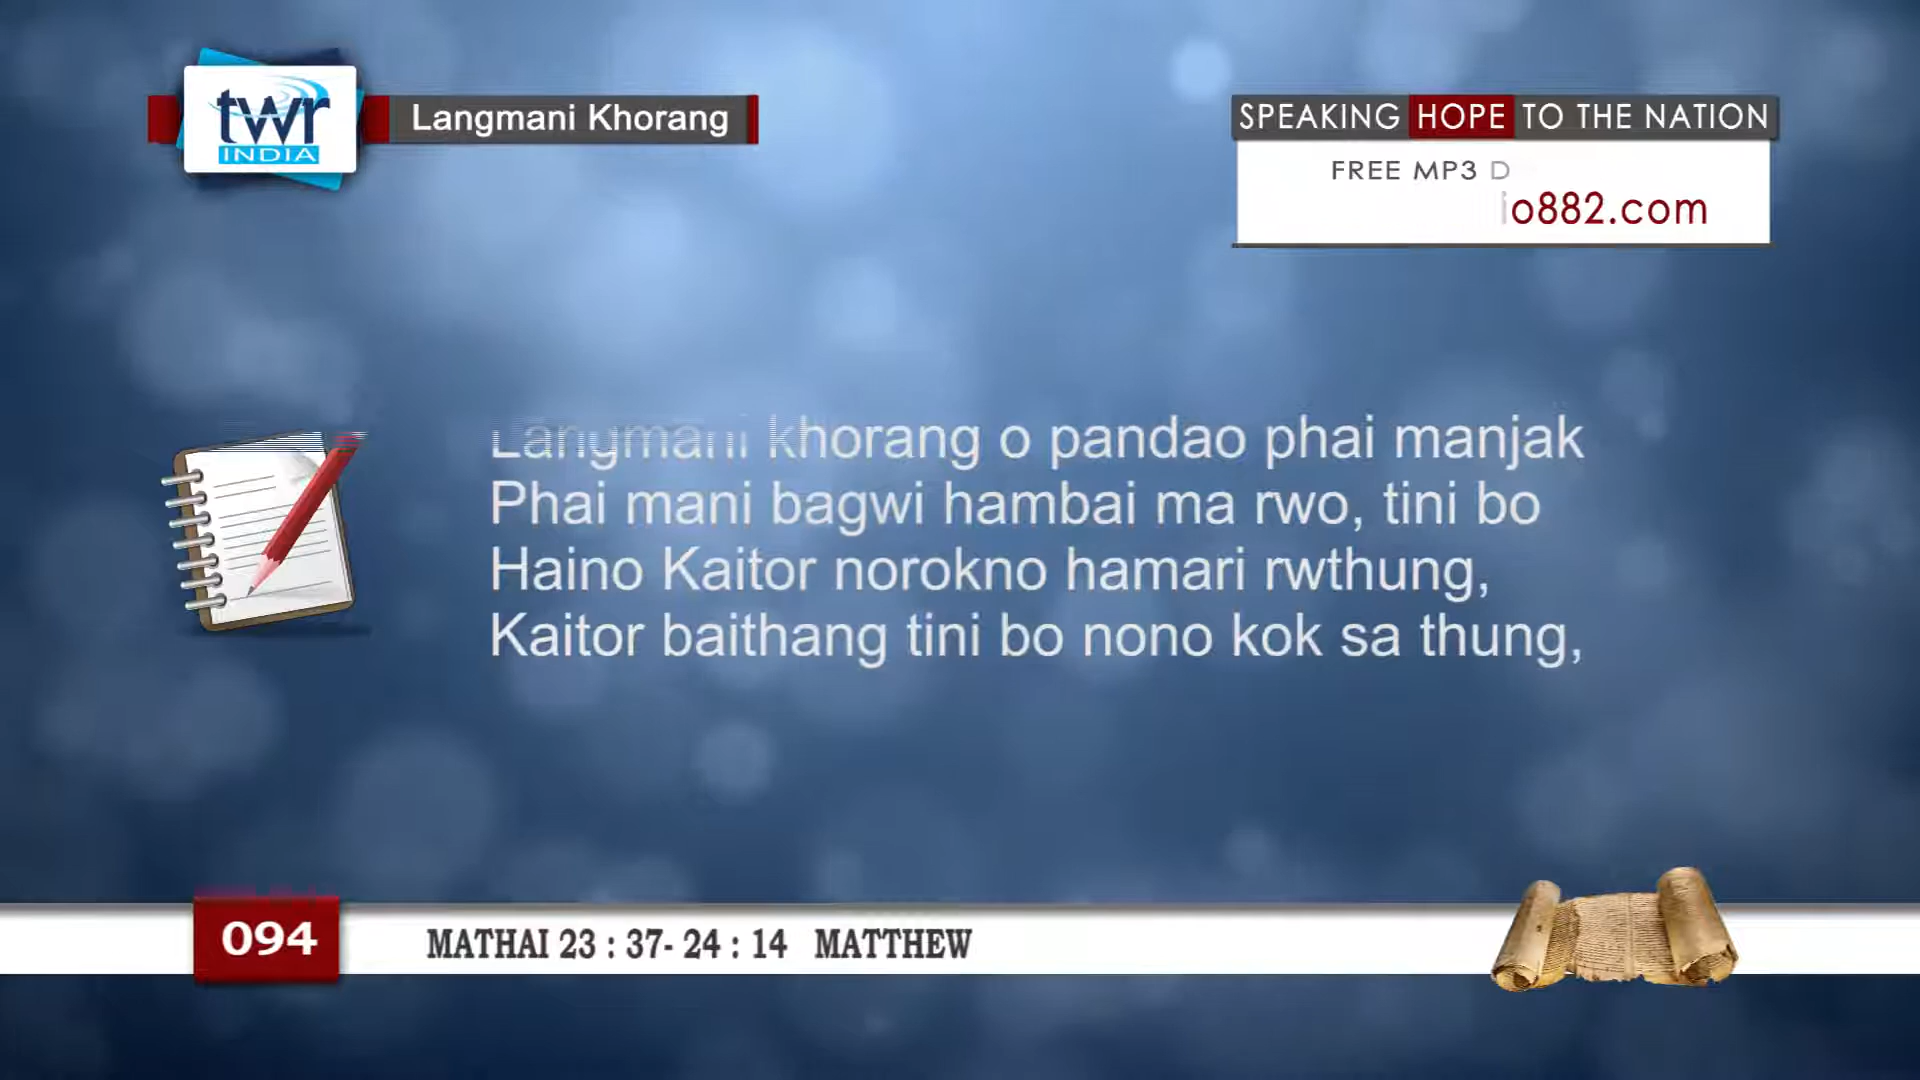 twr
INDIA
Langmani Khorang
SPEAKING HOPE TO THE NATION
FREE MP3 D
io882.com
Langmani khorang o pandao phai manjak
Phai mani bagwi hambai ma rwo, tini bo
Haino Kaitor norokno hamari rwthung,
Kaitor baithang tini bo nono kok sa thung,
094
MATHAI 23 : 37- 24 : 14 MATTHEW